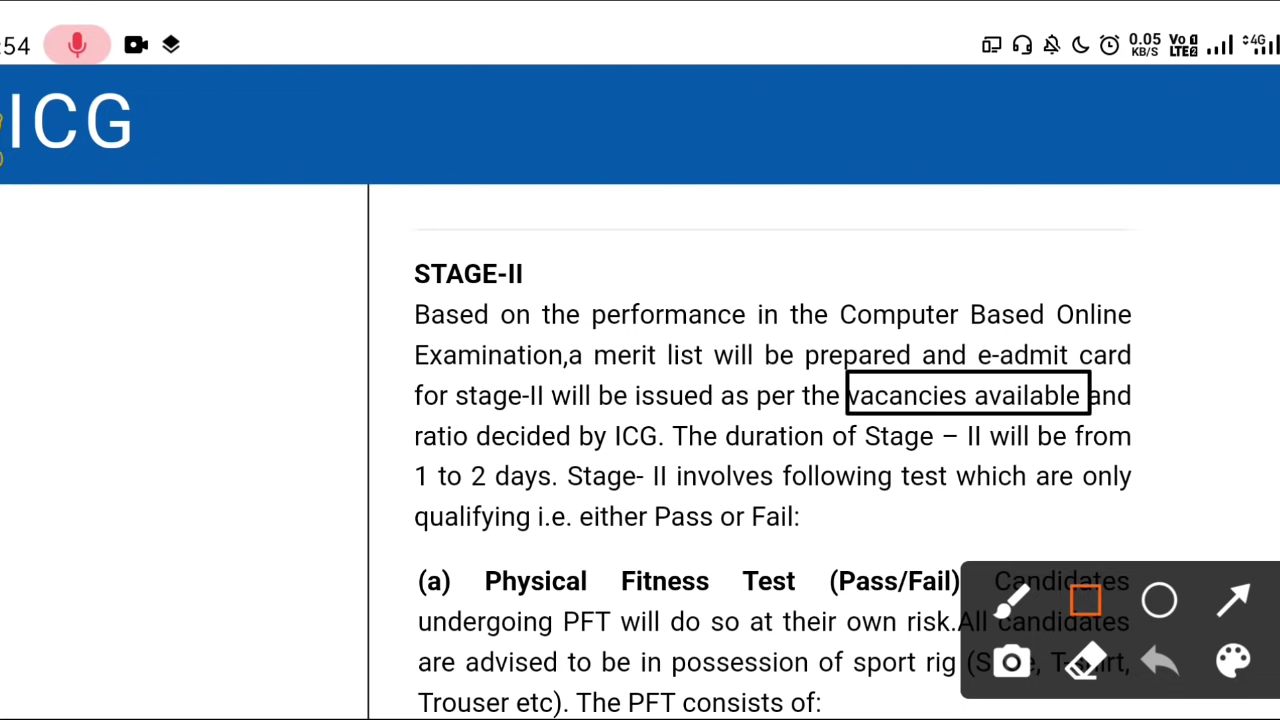 :54
0.05
KB/S
Vo 1
LTE2
4G
ICG
STAGE-II
Based on the performance in the Computer Based Online
Examination,a merit list will be prepared and e-admit card
for stage-II will be issued as per the vacancies available and
ratio decided by ICG. The duration of Stage – II will be from
1 to 2 days. Stage- II involves following test which are only
qualifying i.e. either Pass or Fail:
(a) Physical Fitness Test (Pass/Fail) Candidates
undergoing PFT will do so at their own risk.All candidates
are advised to be in possession of sport rig
Trouser etc). The PFT consists of: